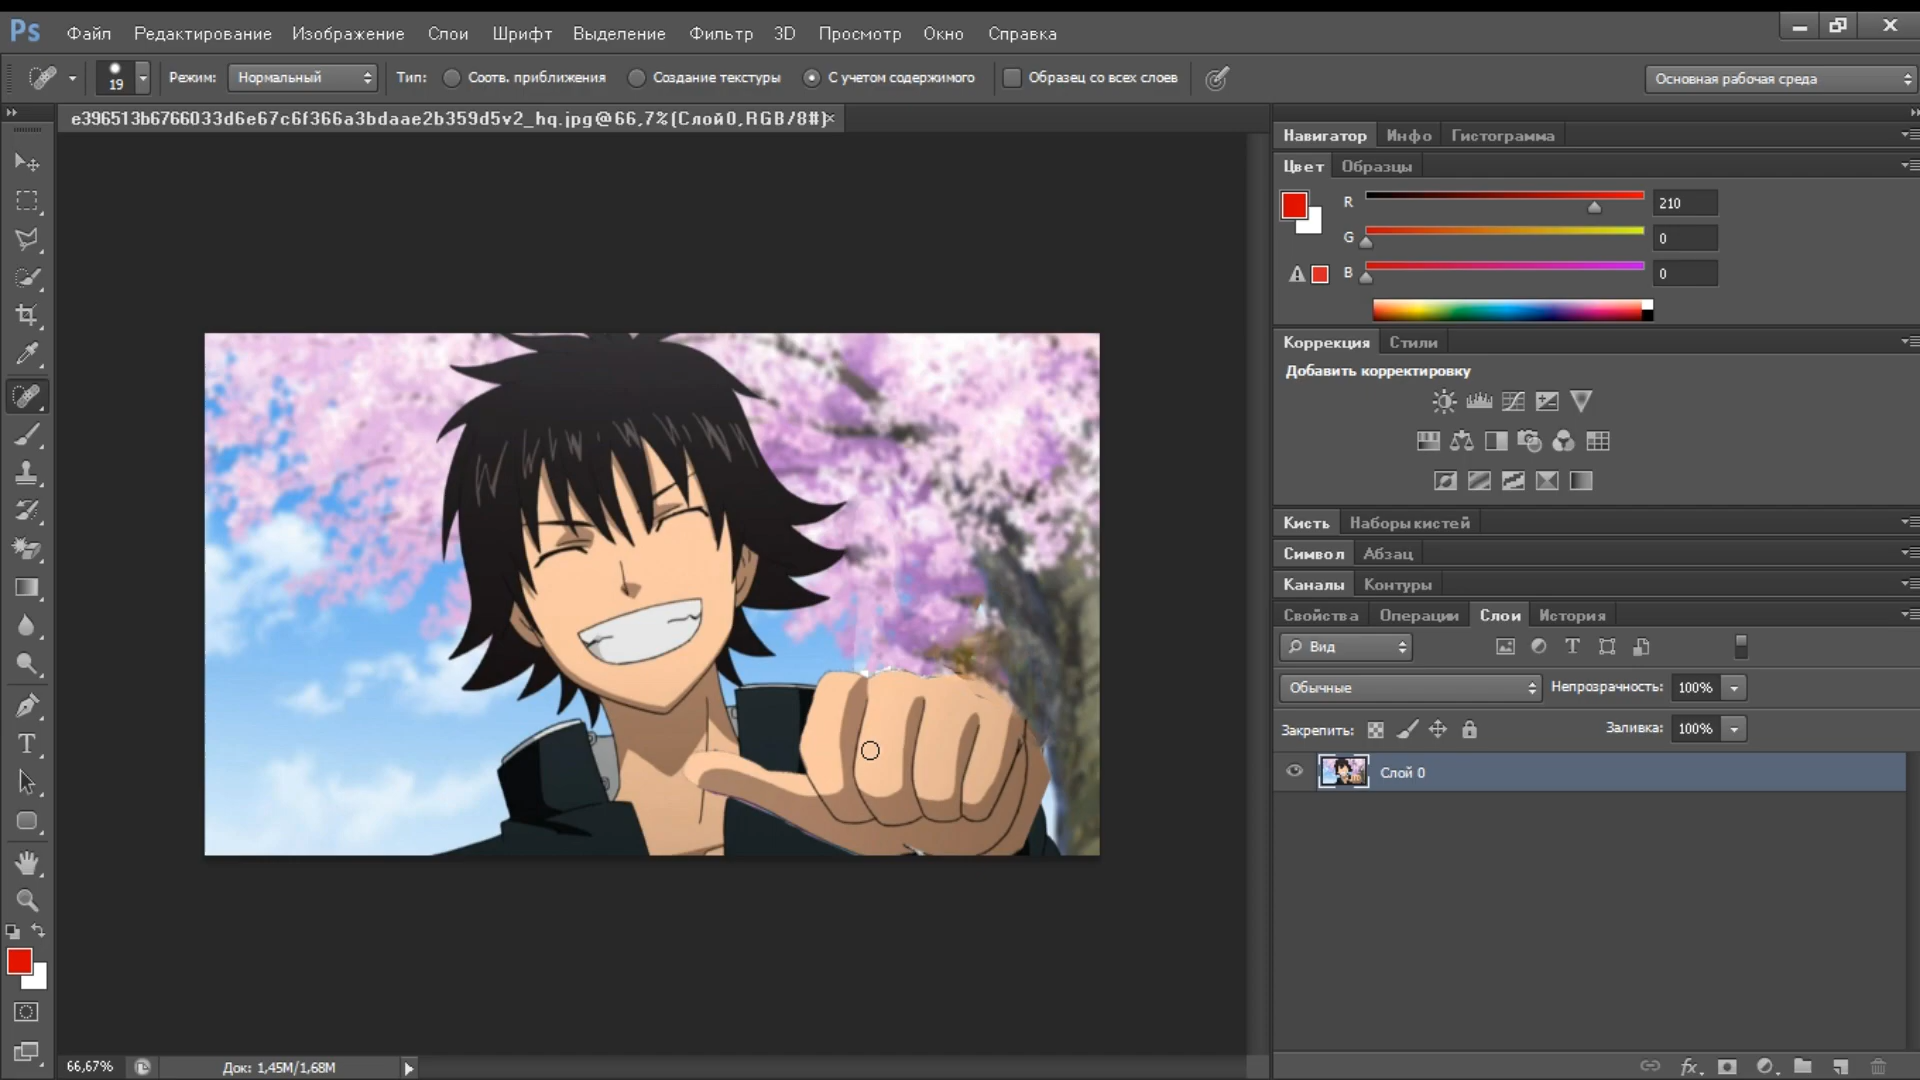 Ps Файл Редактирование Изображение Слои Шрифт Выделение Фильтр 3D Просмотр Окно Справка
19 Режим: Нормальный Тип: Соотв. приближения Создание текстуры С учетом содержимого Образец со всех слоев Основная рабочая среда
e396513b6766033d6e67c6f366a3bdaae2b359d5v2_hq.jpg@66,7%(Слой0,RGB/8#)
Навигатор Инфо Гистограмма
Цвет Образцы
R 210
G 0
B 0
Коррекция Стили
Добавить корректировку
Кисть Наборы кистей
Символ Абзац
Каналы Контуры
Свойства Операции Слои История
Вид
Обычные Непрозрачность: 100%
Закрепить: Заливка: 100%
Слой 0
66,67% Док: 1,45M/1,68M
fx